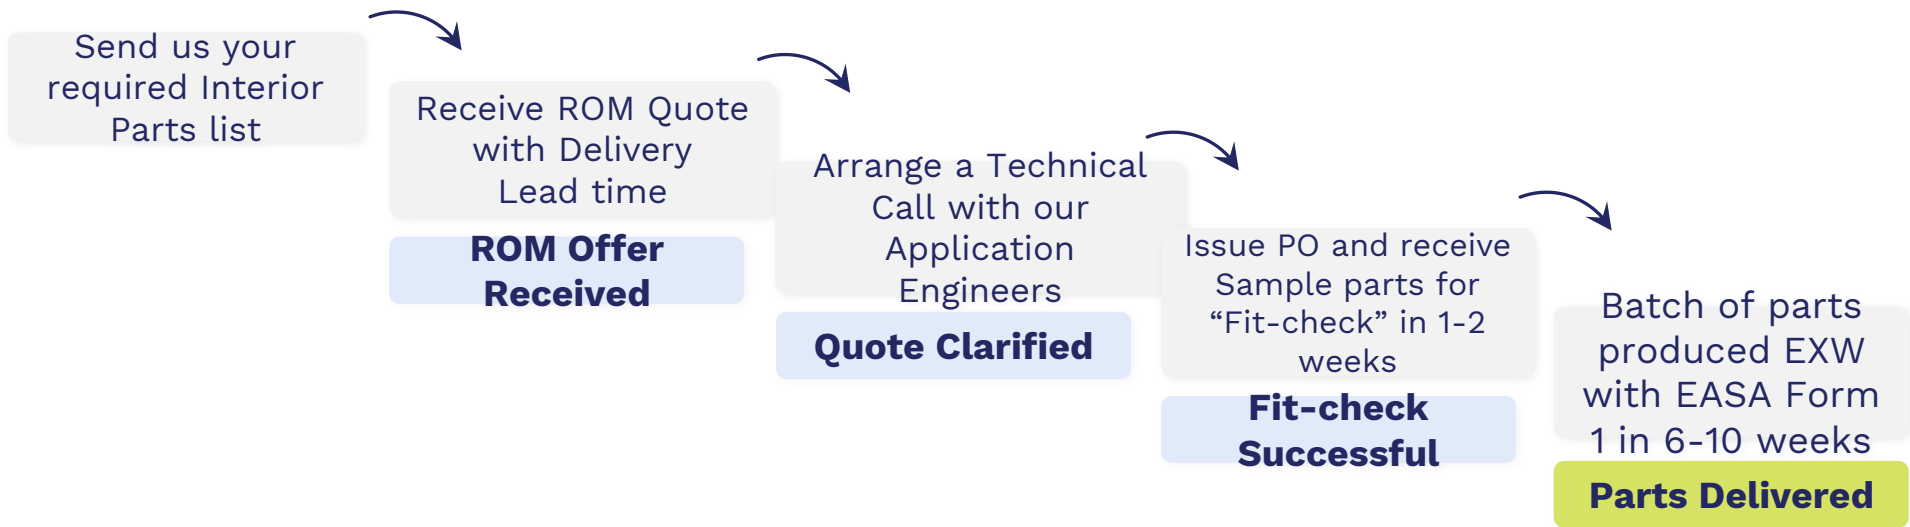 Send us your
required Interior
Parts list
Receive ROM Quote
with Delivery
Lead time
ROM Offer
Received
Arrange a Technical
Call with our
Application
Engineers
Quote Clarified
Issue PO and receive
Sample parts for
“Fit-check” in 1-2
weeks
Fit-check
Successful
Batch of parts
produced EXW
with EASA Form
1 in 6-10 weeks
Parts Delivered